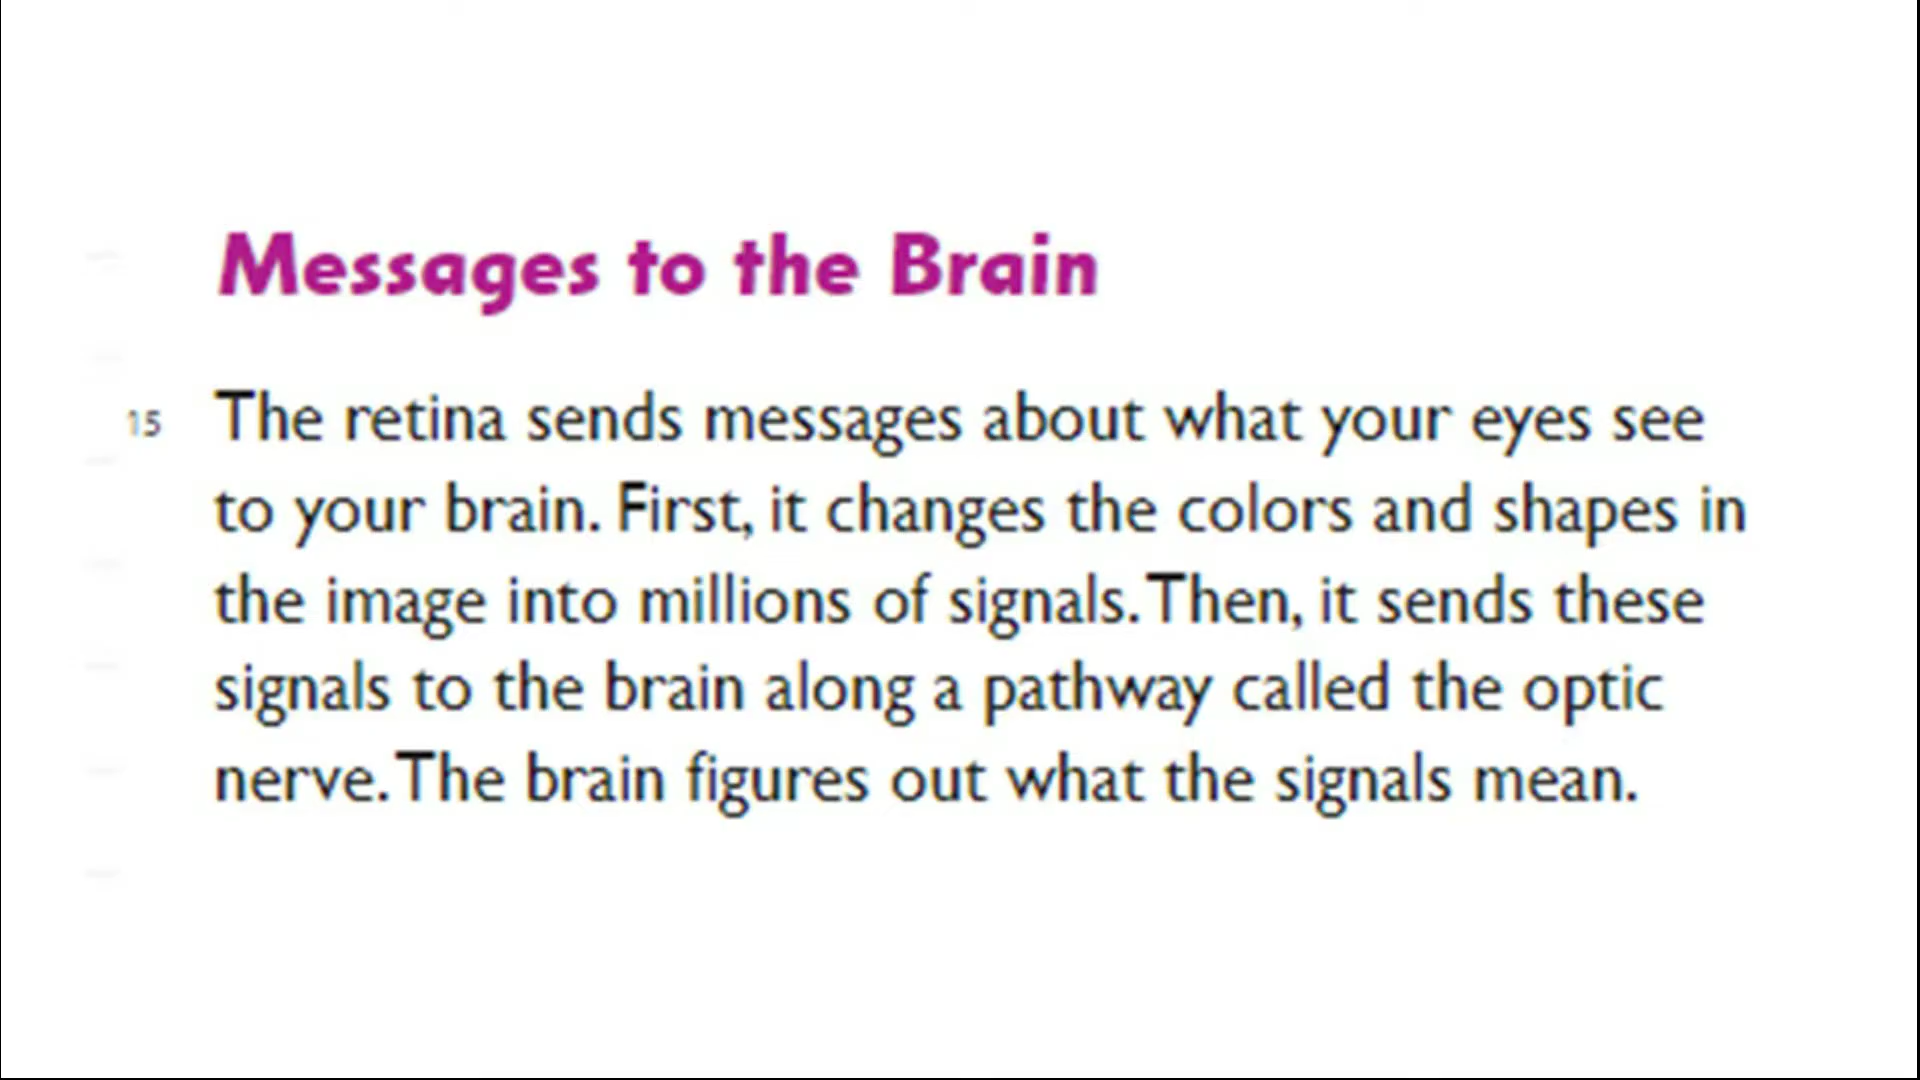 Messages to the Brain
15 The retina sends messages about what your eyes see
to your brain. First, it changes the colors and shapes in
the image into millions of signals. Then, it sends these
signals to the brain along a pathway called the optic
nerve. The brain figures out what the signals mean.